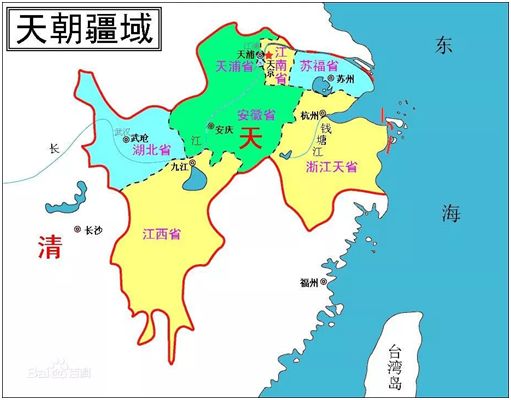 天朝疆域
东
海
江浦
天浦
天浦省
天京
江南省
苏福省
苏州
安徽省
安庆
天
杭州
钱塘江
浙江天省
武汉
武玱
湖北省
长
江
九江
江西省
长沙
清
福州
台湾岛
Bai百科